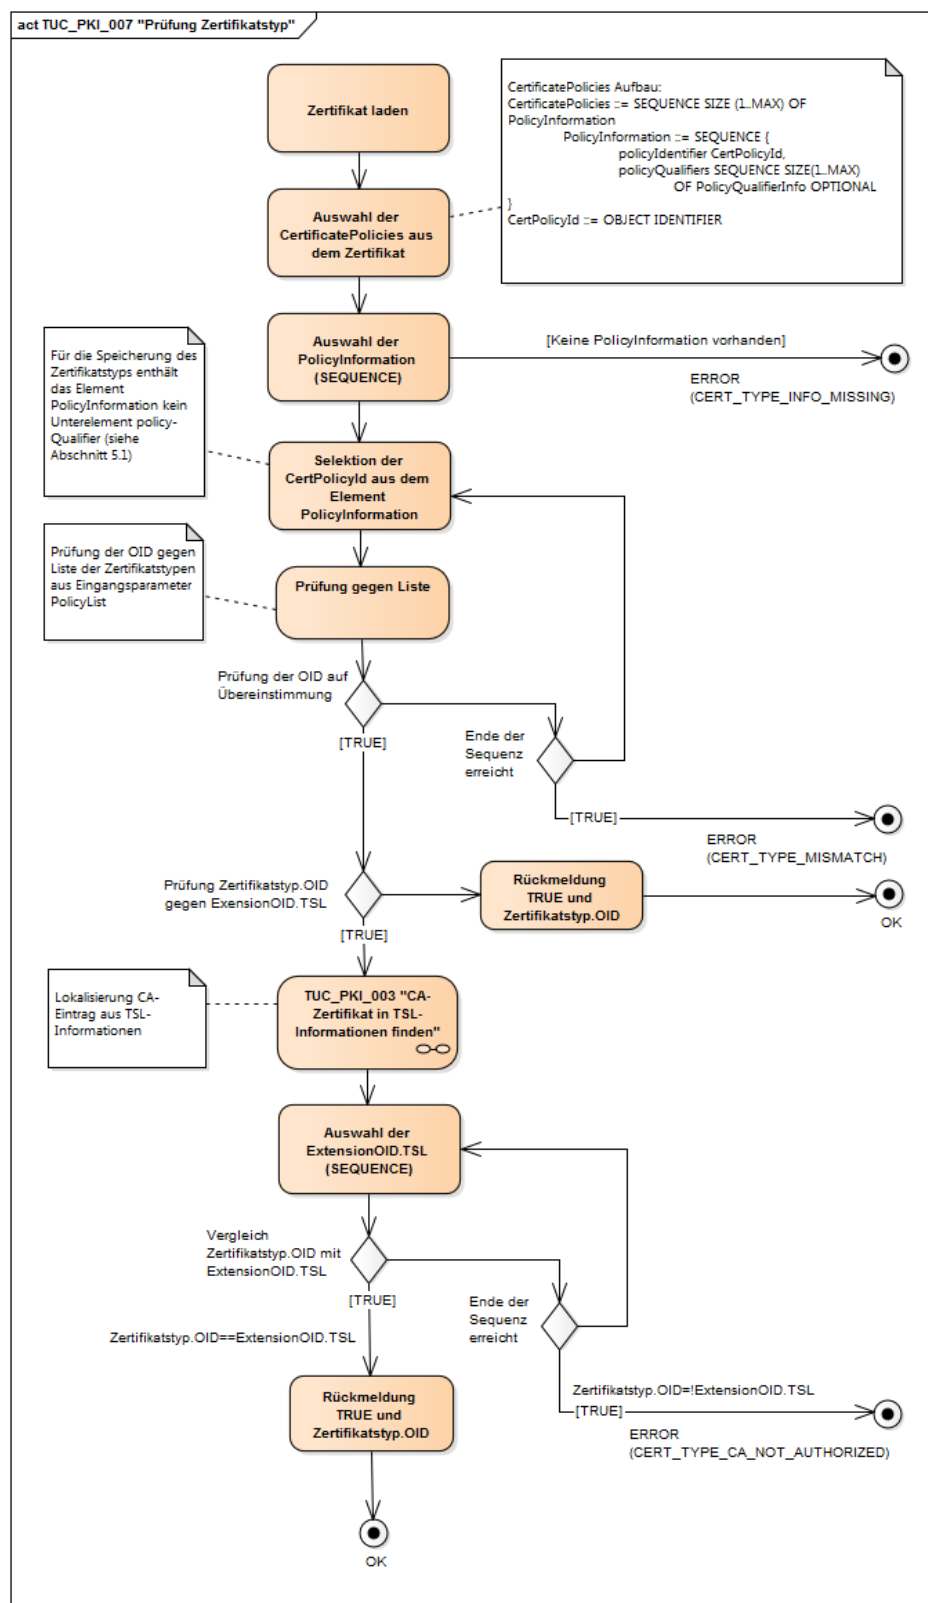 act TUC_PKI_007 "Prüfung Zertifikatstyp"
Zertifikat laden
CertificatePolicies Aufbau:
CertificatePolicies ::= SEQUENCE SIZE (1..MAX) OF
PolicyInformation
PolicyInformation ::= SEQUENCE {
policyIdentifier CertPolicyId,
policyQualifiers SEQUENCE SIZE(1..MAX)
OF PolicyQualifierInfo OPTIONAL
}
CertPolicyId ::= OBJECT IDENTIFIER
Auswahl der
CertificatePolicies aus
dem Zertifikat
Auswahl der
PolicyInformation
(SEQUENCE)
[Keine PolicyInformation vorhanden]
ERROR
(CERT_TYPE_INFO_MISSING)
Für die Speicherung des
Zertifikatstyps enthält
das Element
PolicyInformation kein
Unterelement policy-
Qualifier (siehe
Abschnitt 5.1)
Selektion der
CertPolicyId aus dem
Element
PolicyInformation
Prüfung der OID gegen
Liste der Zertifikatstypen
aus Eingangsparameter
PolicyList
Prüfung gegen Liste
Prüfung der OID auf
Übereinstimmung
[TRUE]
Ende der
Sequenz
erreicht
[TRUE]
ERROR
(CERT_TYPE_MISMATCH)
Prüfung Zertifikatstyp.OID
gegen ExensionOID.TSL
[TRUE]
Rückmeldung
TRUE und
Zertifikatstyp.OID
OK
Lokalisierung CA-
Eintrag aus TSL-
Informationen
TUC_PKI_003 "CA-
Zertifikat in TSL-
Informationen finden"
Auswahl der
ExtensionOID.TSL
(SEQUENCE)
Vergleich
Zertifikatstyp.OID mit
ExtensionOID.TSL
[TRUE]
Ende der
Sequenz
erreicht
Zertifikatstyp.OID==ExtensionOID.TSL
Zertifikatstyp.OID=!ExtensionOID.TSL
[TRUE]
ERROR
(CERT_TYPE_CA_NOT_AUTHORIZED)
Rückmeldung
TRUE und
Zertifikatstyp.OID
OK